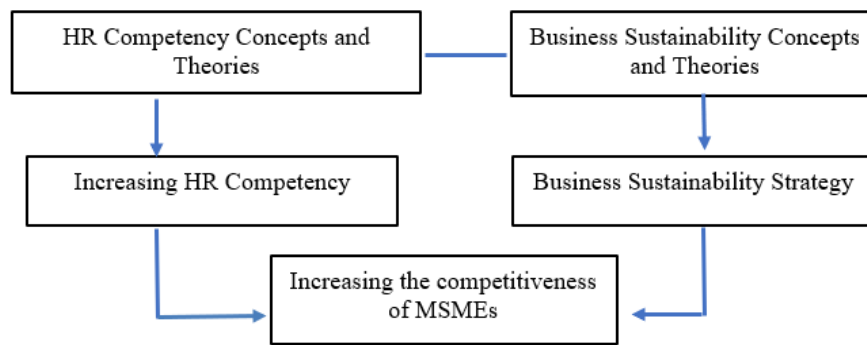 HR Competency Concepts and
Theories
Business Sustainability Concepts
and Theories
Increasing HR Competency
Business Sustainability Strategy
Increasing the competitiveness
of MSMEs